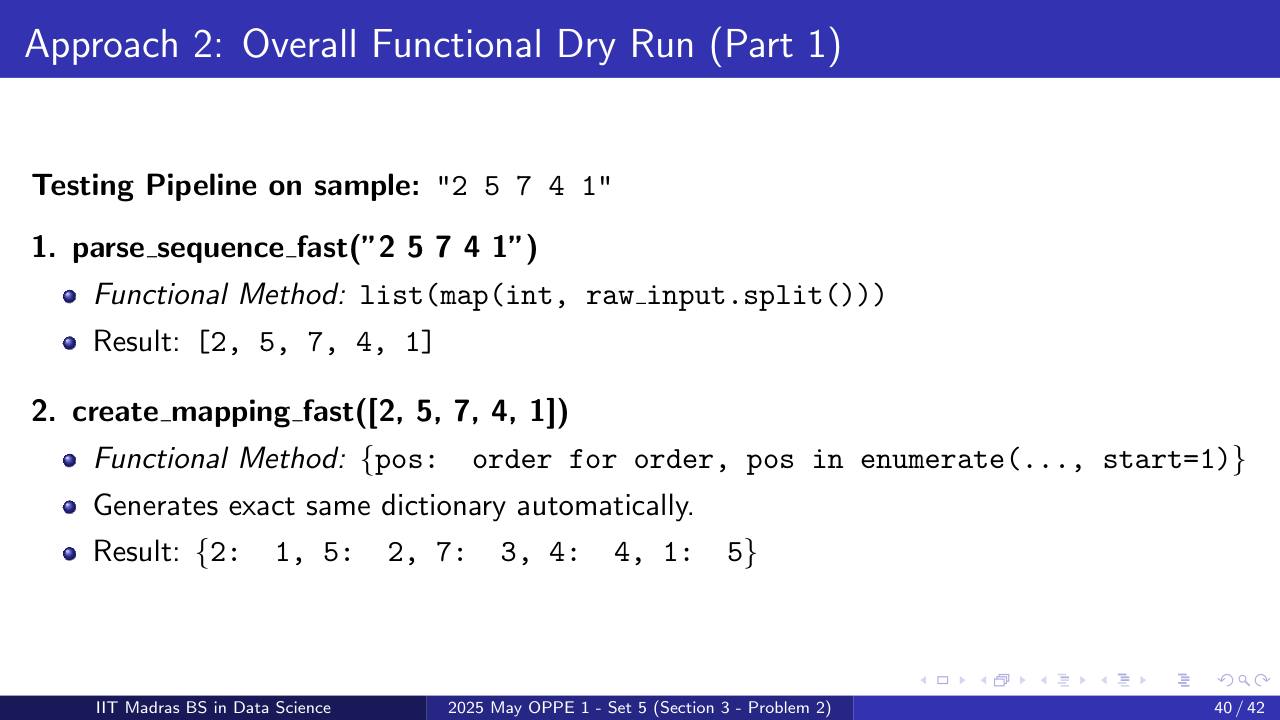 Approach 2: Overall Functional Dry Run (Part 1)
Testing Pipeline on sample: "2 5 7 4 1"
1. parse_sequence_fast("2 5 7 4 1")
Functional Method: list(map(int, raw_input.split()))
Result: [2, 5, 7, 4, 1]
2. create_mapping_fast([2, 5, 7, 4, 1])
Functional Method: {pos: order for order, pos in enumerate(..., start=1)}
Generates exact same dictionary automatically.
Result: {2: 1, 5: 2, 7: 3, 4: 4, 1: 5}
IIT Madras BS in Data Science 2025 May OPPE 1 - Set 5 (Section 3 - Problem 2) 40 / 42